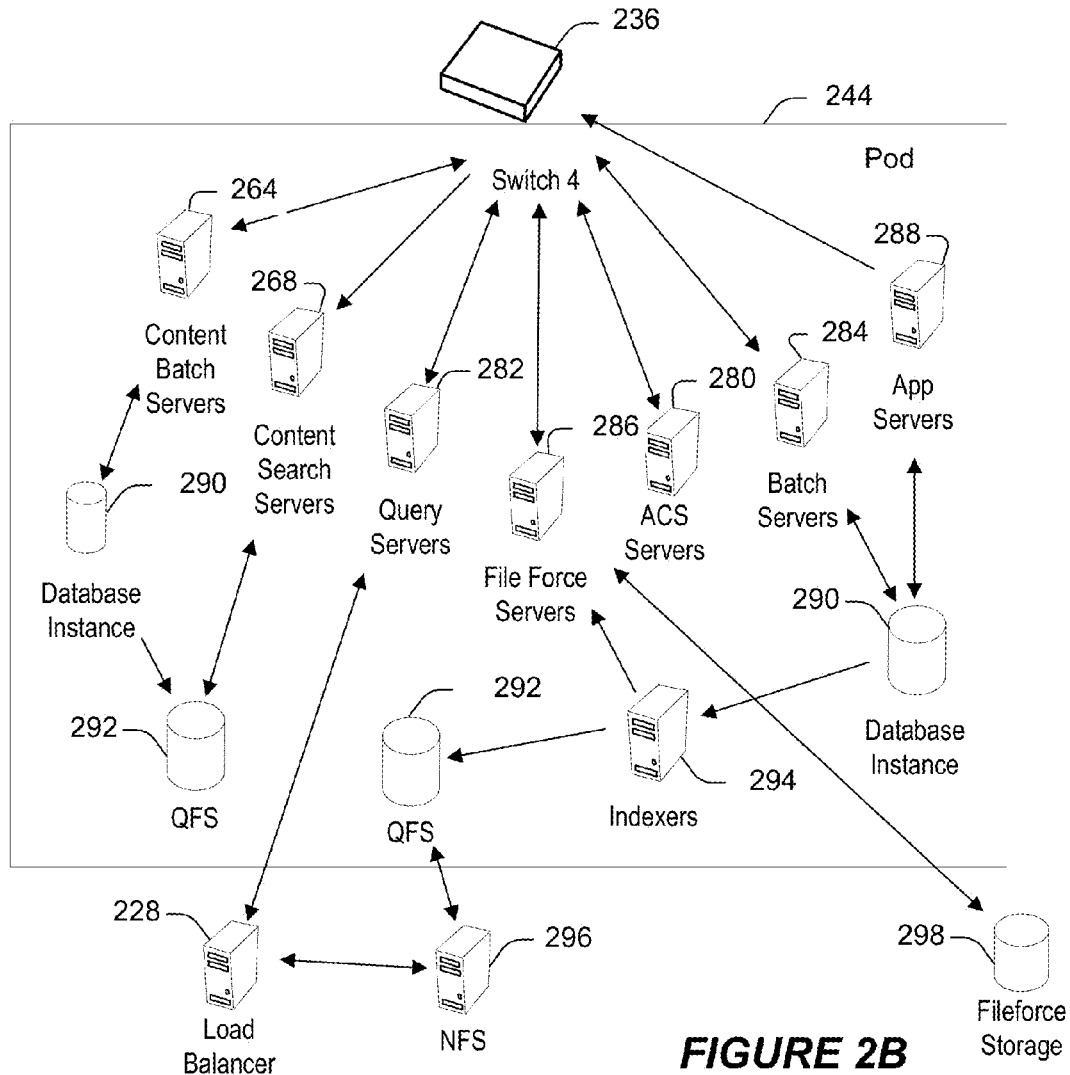 236
244
Pod
Switch 4
264
288
268
284
Content
Batch
Servers
282
280
App
Servers
286
Content
Search
Servers
290
Batch
Servers
Query
Servers
ACS
Servers
File Force
Servers
Database
Instance
290
292
292
Database
Instance
294
QFS
Indexers
QFS
228
296
298
Load
Balancer
NFS
Fileforce
Storage
FIGURE 2B